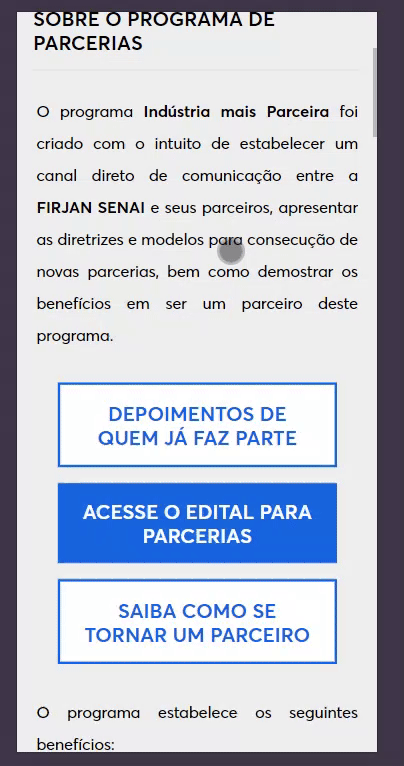 SOBRE O PROGRAMA DE
PARCERIAS
O programa Indústria mais Parceira foi
criado com o intuito de estabelecer um
canal direto de comunicação entre a
FIRJAN SENAI e seus parceiros, apresentar
as diretrizes e modelos para consecução de
novas parcerias, bem como demostrar os
benefícios em ser um parceiro deste
programa.
DEPOIMENTOS DE
QUEM JÁ FAZ PARTE
ACESSE O EDITAL PARA
PARCERIAS
SAIBA COMO SE
TORNAR UM PARCEIRO
O programa estabelece os seguintes
benefícios: